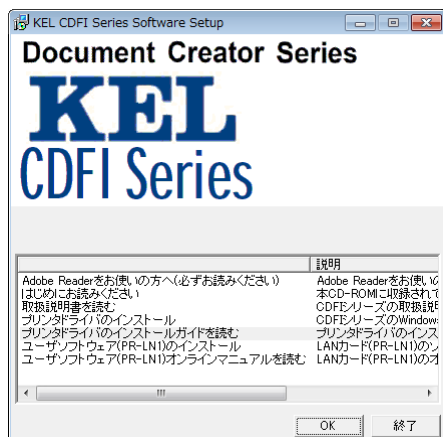 KEL CDFI Series Software Setup
Document Creator Series
KEL
CDFI Series
説明
Adobe Readerをお使いの方へ(必ずお読みください) Adobe Readerをお使い
はじめにお読みください 本CD-ROMに収録されて
取扱説明書を読む CDFIシリーズの取扱説明
プリンタドライバのインストール CDFIシリーズのWindow
プリンタドライバのインストールガイドを読む プリンタドライバのインス
ユーザソフトウェア(PR-LN1)のインストール LANカード(PR-LN1)の
ユーザソフトウェア(PR-LN1)オンラインマニュアルを読む LANカード(PR-LN1)のオ
OK 終了